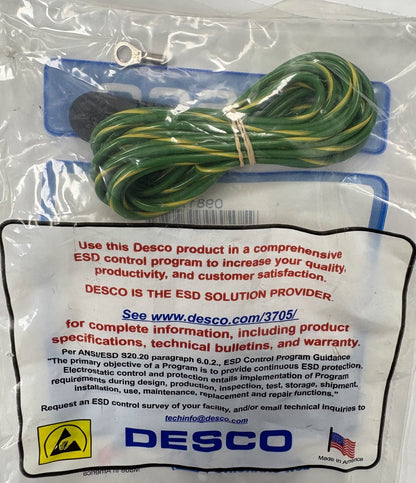 Use this Desco product in a comprehensive
ESD control program to increase your quality,
productivity, and customer satisfaction.
DESCO IS THE ESD SOLUTION PROVIDER.
See www.desco.com/3705/
for complete information, including product
specifications, technical bulletins, and warranty.
Per ANSI/ESD S20.20 paragraph 6.0.2., ESD Control Program Guidance
"The primary objective of a Program is to provide continuous ESD protection.
Electrostatic control and protection entails implementation of Program
requirements during design, production, inspection, test, storage, shipment,
installation, use, maintenance, replacement and repair functions."
Request an ESD control survey of your facility, and/or email technical inquiries to
techinfo@desco.com
DESCO
Made in America